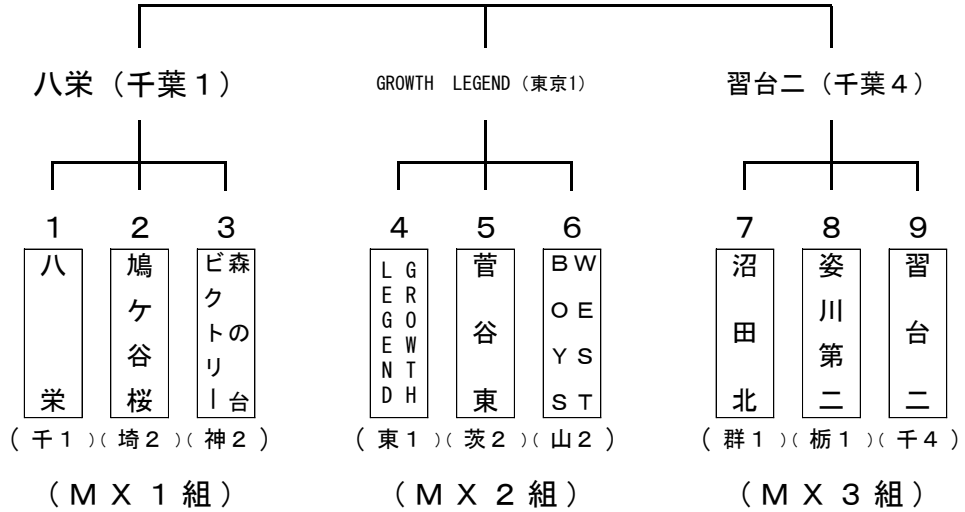 八栄（千葉１）
GROWTH LEGEND（東京1）
習台二（千葉４）
1
2
3
4
5
6
7
8
9
八栄
鳩ケ谷桜
森の台
ビクトリー
GROWTH
LEGEND
菅谷東
WEST
BOYS
沼田北
姿川第二
習台二
（千１）（埼２）（神２）
（東１）（茨２）（山２）
（群１）（栃１）（千４）
（ＭＸ１組）
（ＭＸ２組）
（ＭＸ３組）